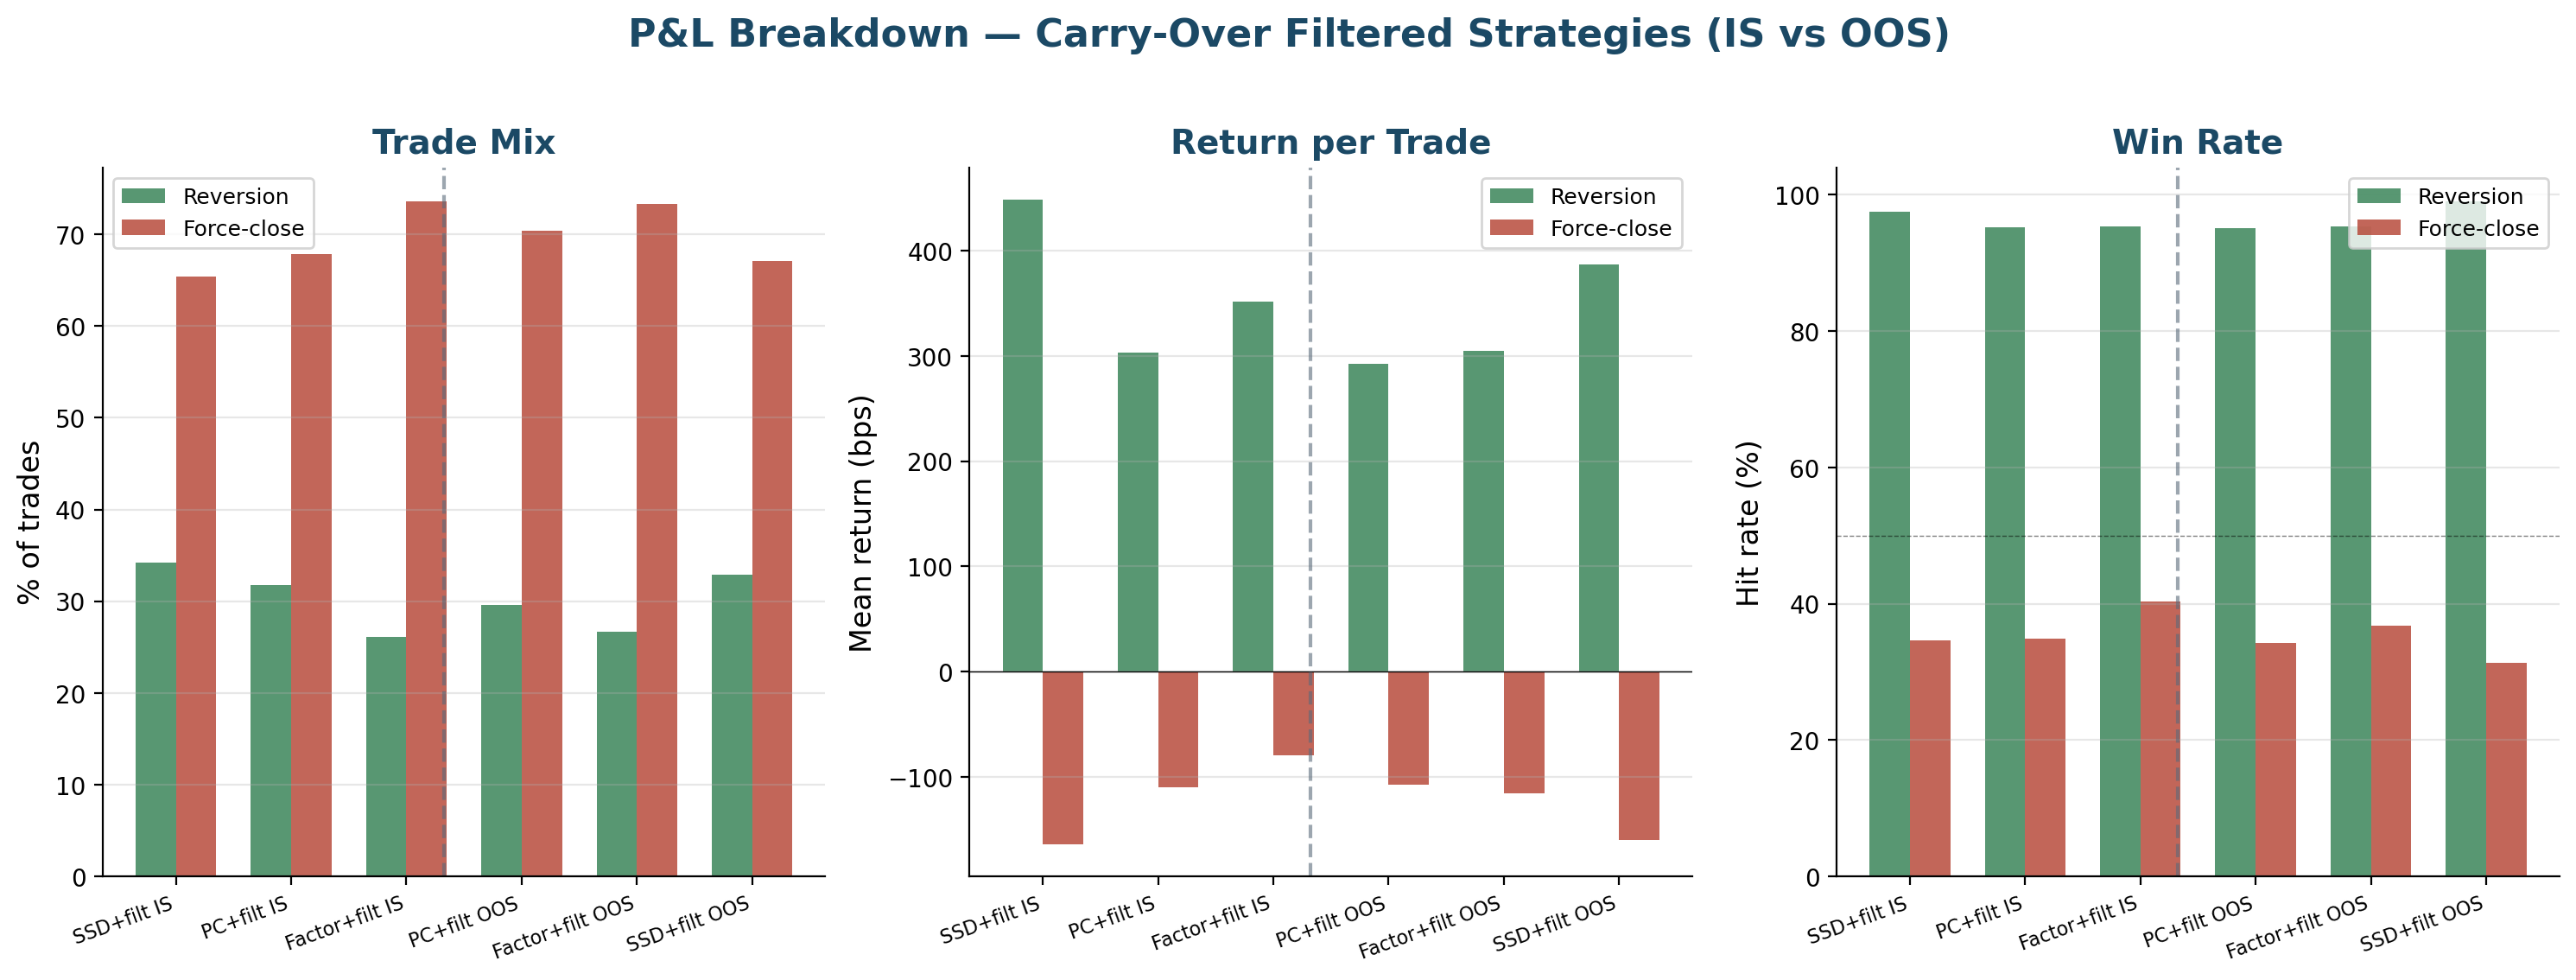 P&L Breakdown — Carry-Over Filtered Strategies (IS vs OOS)
Trade Mix
% of trades
70
60
50
40
30
20
10
0
Reversion
Force-close
SSD+filt IS
PC+filt IS
Factor+filt IS
PC+filt OOS
Factor+filt OOS
SSD+filt OOS
Return per Trade
Mean return (bps)
400
300
200
100
0
−100
Reversion
Force-close
SSD+filt IS
PC+filt IS
Factor+filt IS
PC+filt OOS
Factor+filt OOS
SSD+filt OOS
Win Rate
Hit rate (%)
100
80
60
40
20
0
Reversion
Force-close
SSD+filt IS
PC+filt IS
Factor+filt IS
PC+filt OOS
Factor+filt OOS
SSD+filt OOS